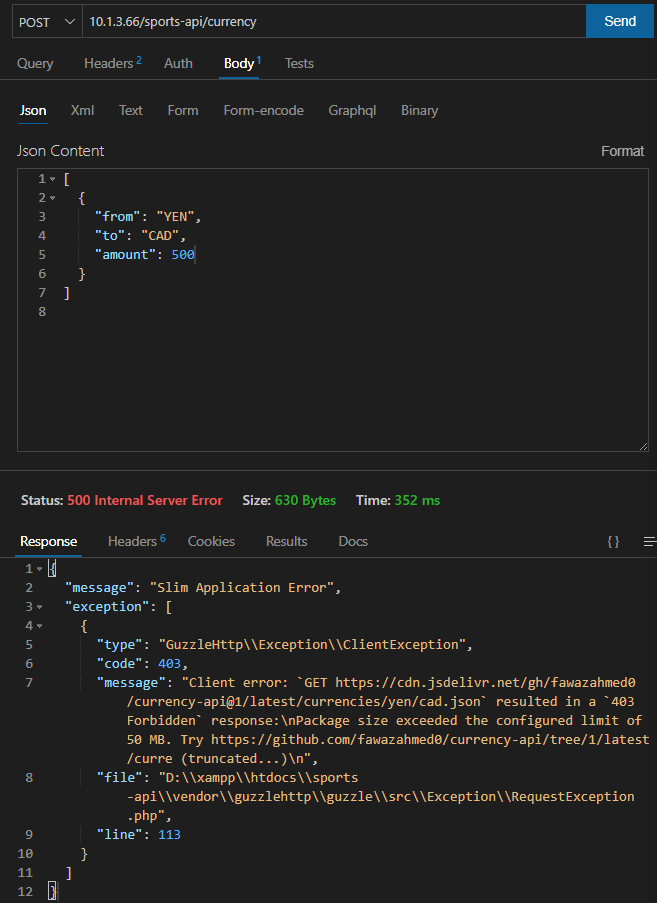 POST 10.1.3.66/sports-api/currency Send
Query Headers 2 Auth Body 1 Tests
Json Xml Text Form Form-encode Graphql Binary
Json Content Format
1 [
2 {
3 "from": "YEN",
4 "to": "CAD",
5 "amount": 500
6 }
7 ]
8
Status: 500 Internal Server Error Size: 630 Bytes Time: 352 ms
Response Headers 6 Cookies Results Docs { }
1 {
2 "message": "Slim Application Error",
3 "exception": [
4 {
5 "type": "GuzzleHttp\\Exception\\ClientException",
6 "code": 403,
7 "message": "Client error: `GET https://cdn.jsdelivr.net/gh/fawazahmed0
/currency-api@1/latest/currencies/yen/cad.json` resulted in a `403
Forbidden` response:\nPackage size exceeded the configured limit of
50 MB. Try https://github.com/fawazahmed0/currency-api/tree/1/latest
/curre (truncated...)\n",
8 "file": "D:\\xampp\\htdocs\\sports
-api\\vendor\\guzzlehttp\\guzzle\\src\\Exception\\RequestException
.php",
9 "line": 113
10 }
11 ]
12 }